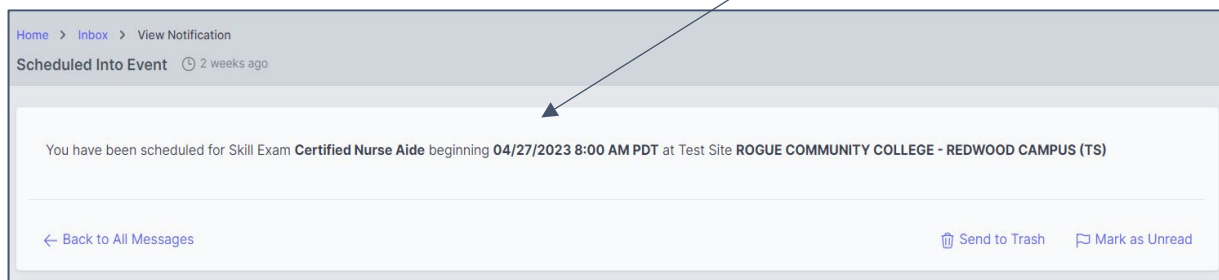 Home > Inbox > View Notification
Scheduled Into Event 2 weeks ago
You have been scheduled for Skill Exam Certified Nurse Aide beginning 04/27/2023 8:00 AM PDT at Test Site ROGUE COMMUNITY COLLEGE - REDWOOD CAMPUS (TS)
← Back to All Messages Send to Trash Mark as Unread